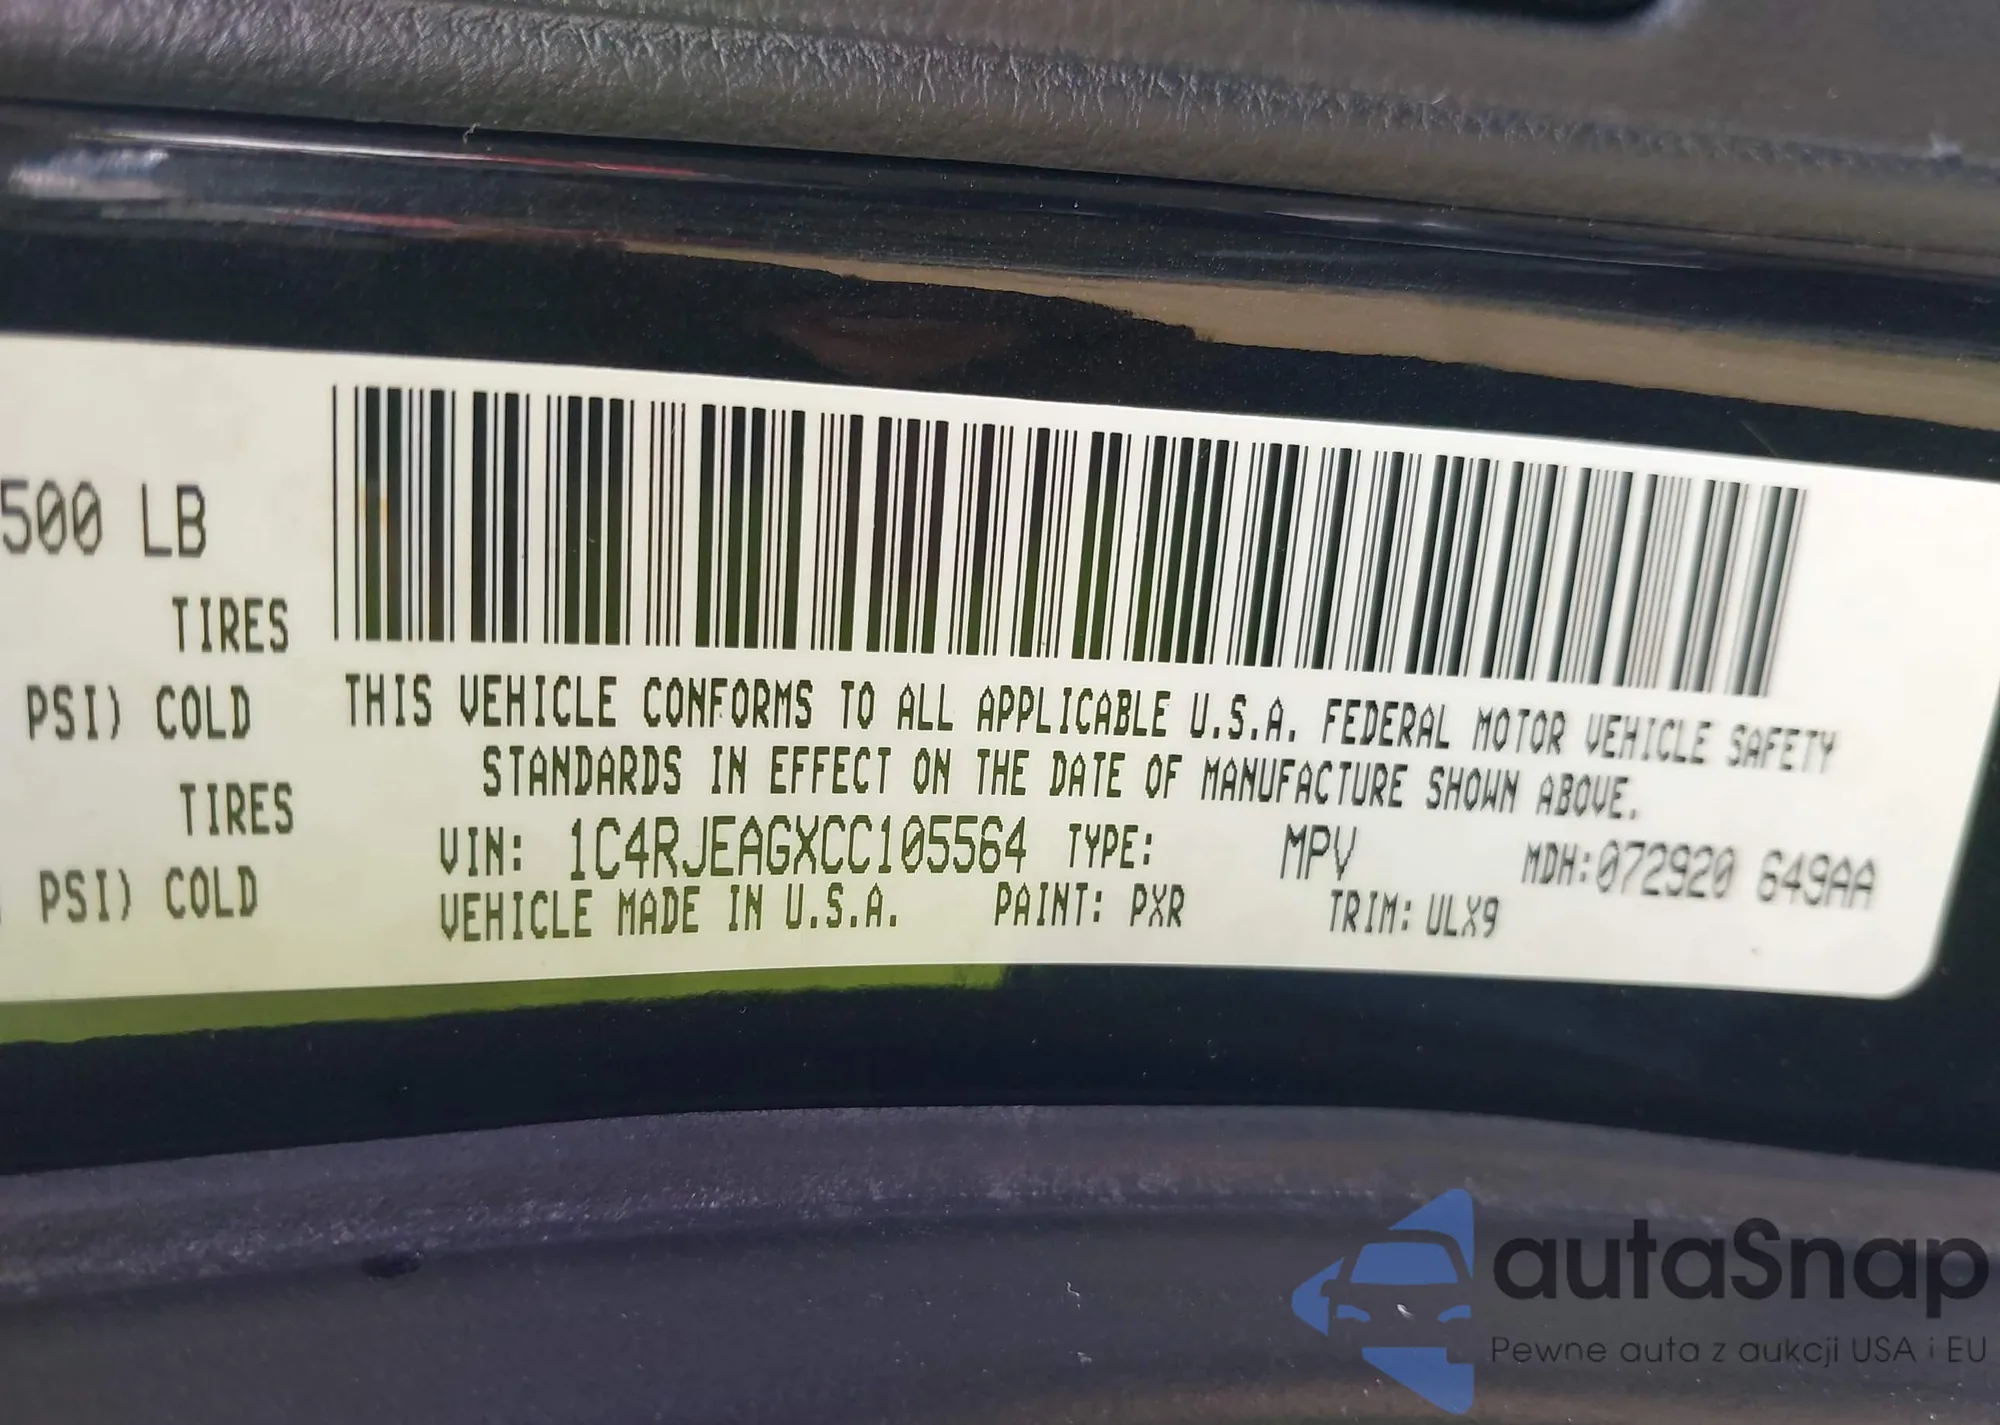 500 LB
TIRES
PSI) COLD
TIRES
PSI) COLD
THIS VEHICLE CONFORMS TO ALL APPLICABLE U.S.A. FEDERAL MOTOR VEHICLE SAFETY
STANDARDS IN EFFECT ON THE DATE OF MANUFACTURE SHOWN ABOVE.
VIN: 1C4RJEAGXCC105564 TYPE: MPV MDH:072920 649AA
VEHICLE MADE IN U.S.A. PAINT: PXR TRIM: ULX9
autaSnap
Pewne auta z aukcji USA i EU